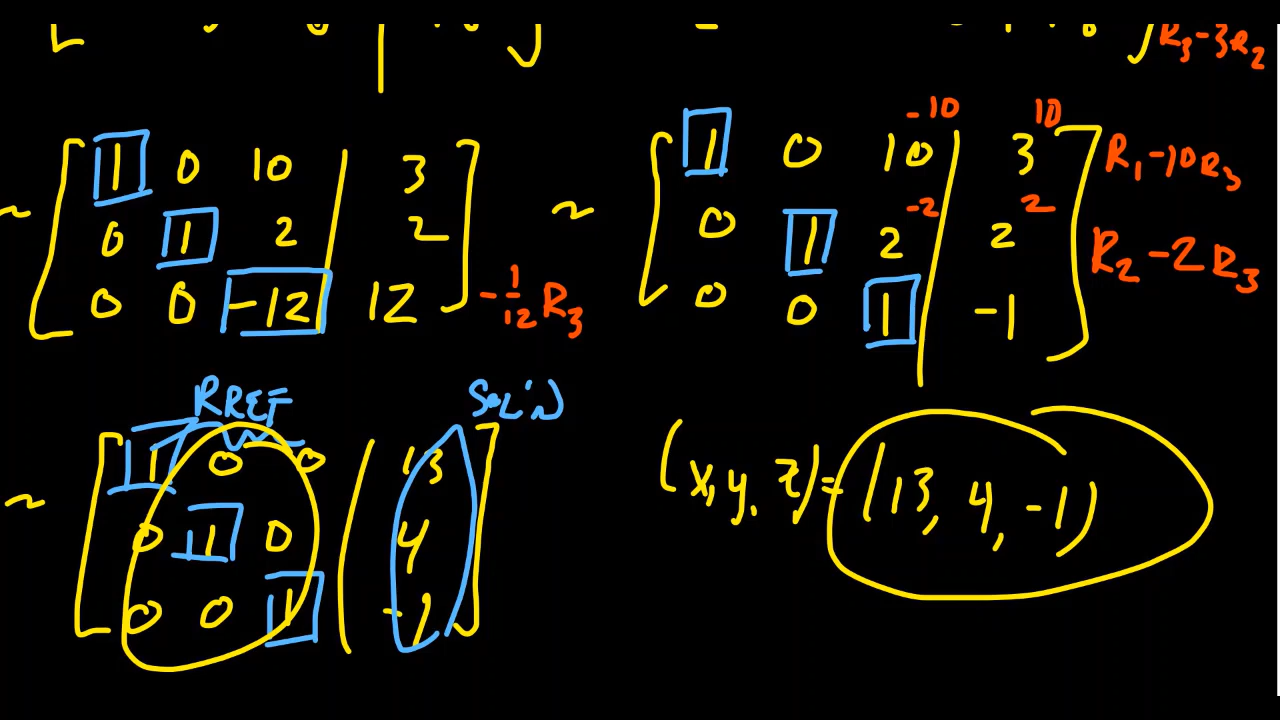 R₃-3R₂
~ [ 1 0 10 | 3 ]
[ 0 1 2 | 2 ]
[ 0 0 -12 | 12 ] -1/12 R₃
-10 10
~ [ 1 0 10 | 3 ] R₁-10R₃
-2 2
[ 0 1 2 | 2 ] R₂-2R₃
[ 0 0 1 | -1 ]
RREF Sol'n
~ [ 1 0 0 | 13 ]
[ 0 1 0 | 4 ]
[ 0 0 1 | -1 ]
(x, y, z) = (13, 4, -1)